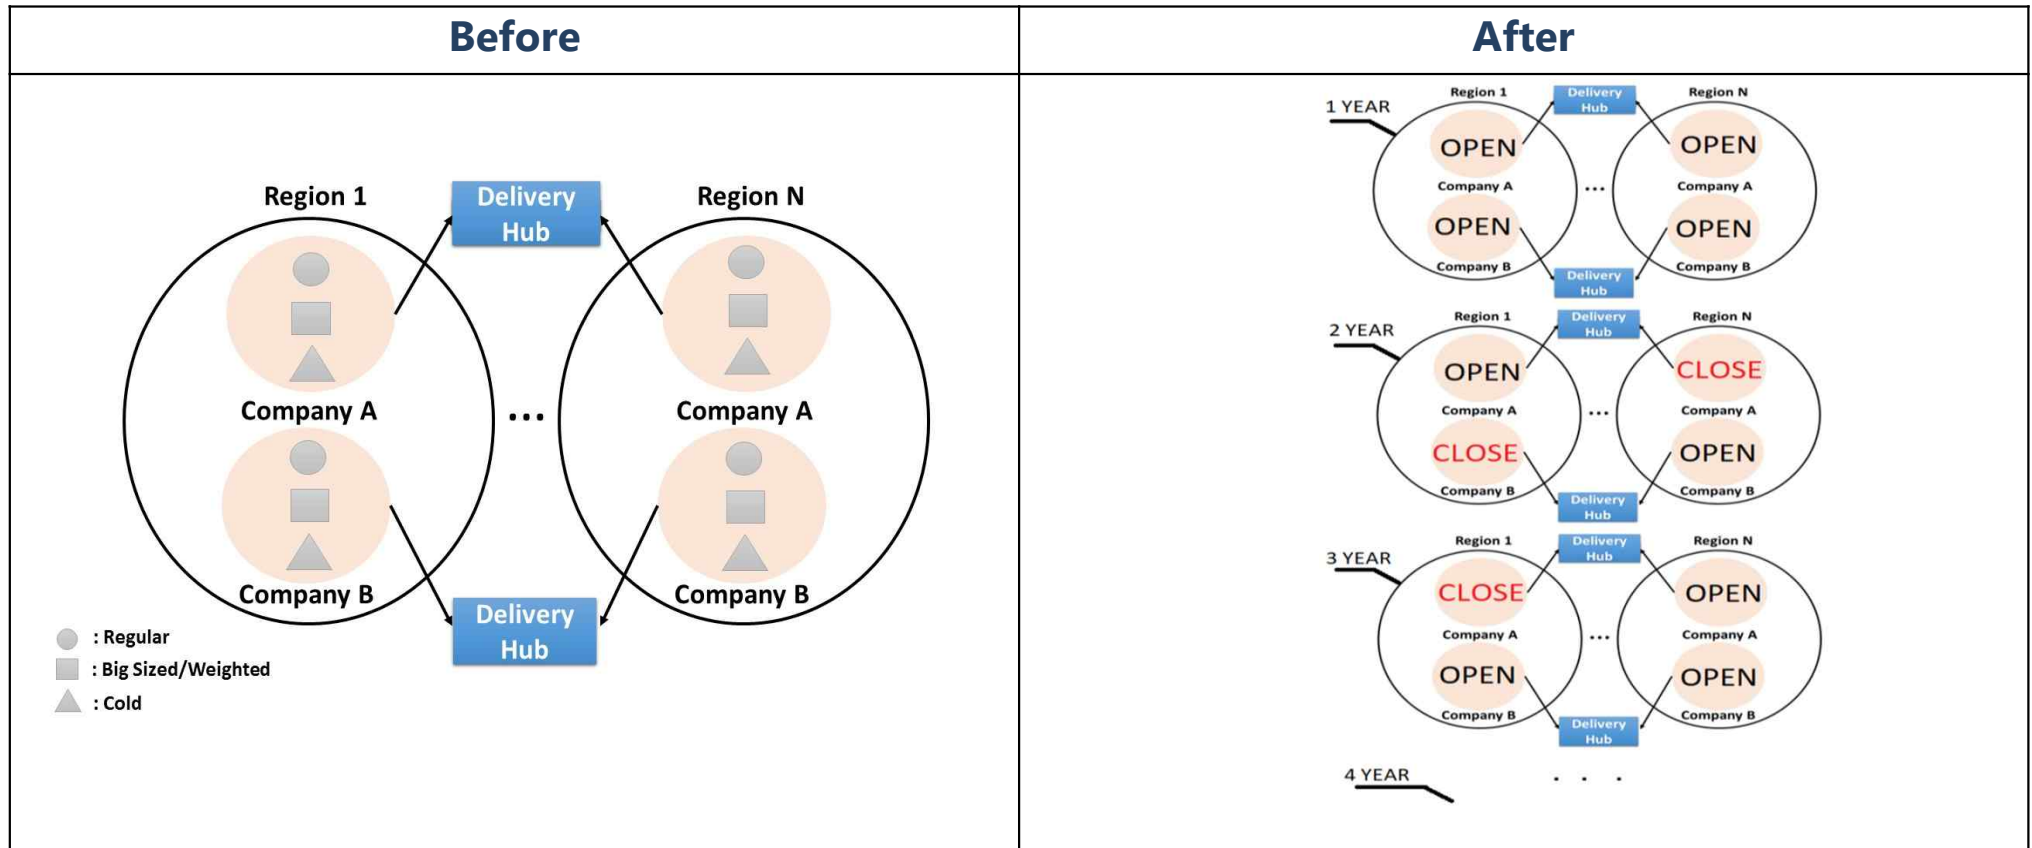 Before
After
Region 1
Delivery
Hub
Region N
Company A
...
Company A
Company B
Company B
Delivery
Hub
: Regular
: Big Sized/Weighted
: Cold
1 YEAR
Region 1
Delivery
Hub
Region N
OPEN
OPEN
Company A
...
Company A
OPEN
OPEN
Company B
Company B
Delivery
Hub
2 YEAR
Region 1
Delivery
Hub
Region N
OPEN
CLOSE
Company A
...
Company A
CLOSE
OPEN
Company B
Company B
Delivery
Hub
3 YEAR
Region 1
Delivery
Hub
Region N
CLOSE
OPEN
Company A
...
Company A
OPEN
OPEN
Company B
Company B
Delivery
Hub
4 YEAR
. . .